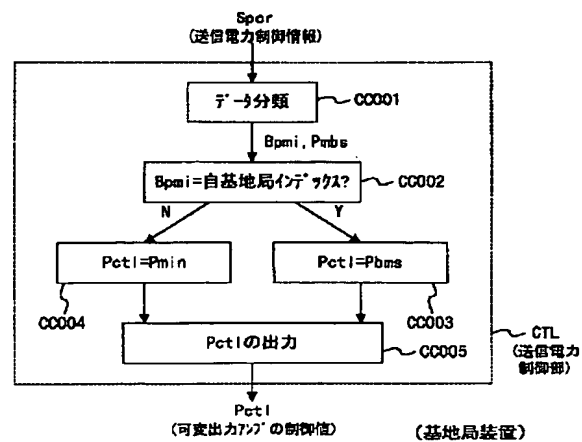 Spcr
(送信電力制御情報)
データ分類
CC001
Bpmi, Pmbs
Bpmi=自基地局インデックス?
CC002
N
Y
Pctl=Pmin
Pctl=Pbms
CC004
CC003
Pctlの出力
CC005
CTL
(送信電力
制御部)
Pctl
(可変出力アンプの制御値)
(基地局装置)